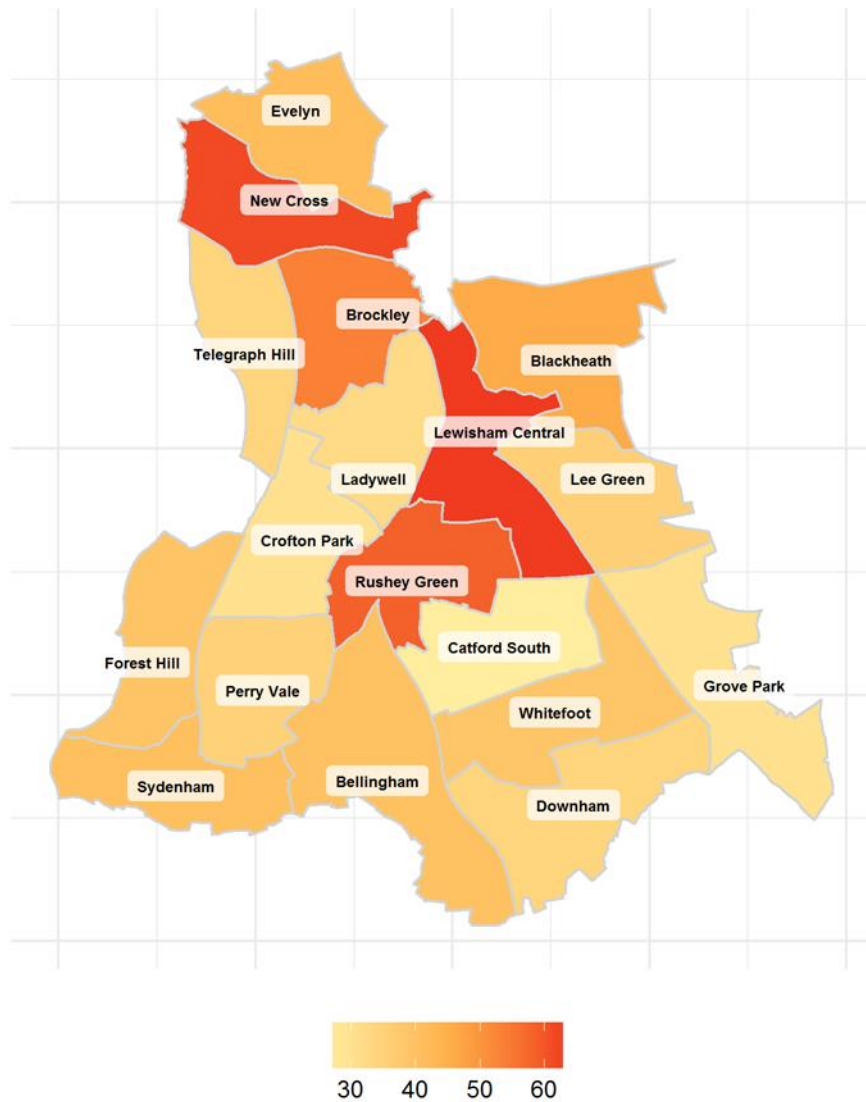 Evelyn
New Cross
Brockley
Telegraph Hill
Blackheath
Lewisham Central
Ladywell
Lee Green
Crofton Park
Rushey Green
Catford South
Forest Hill
Perry Vale
Grove Park
Whitefoot
Sydenham
Bellingham
Downham
30 40 50 60